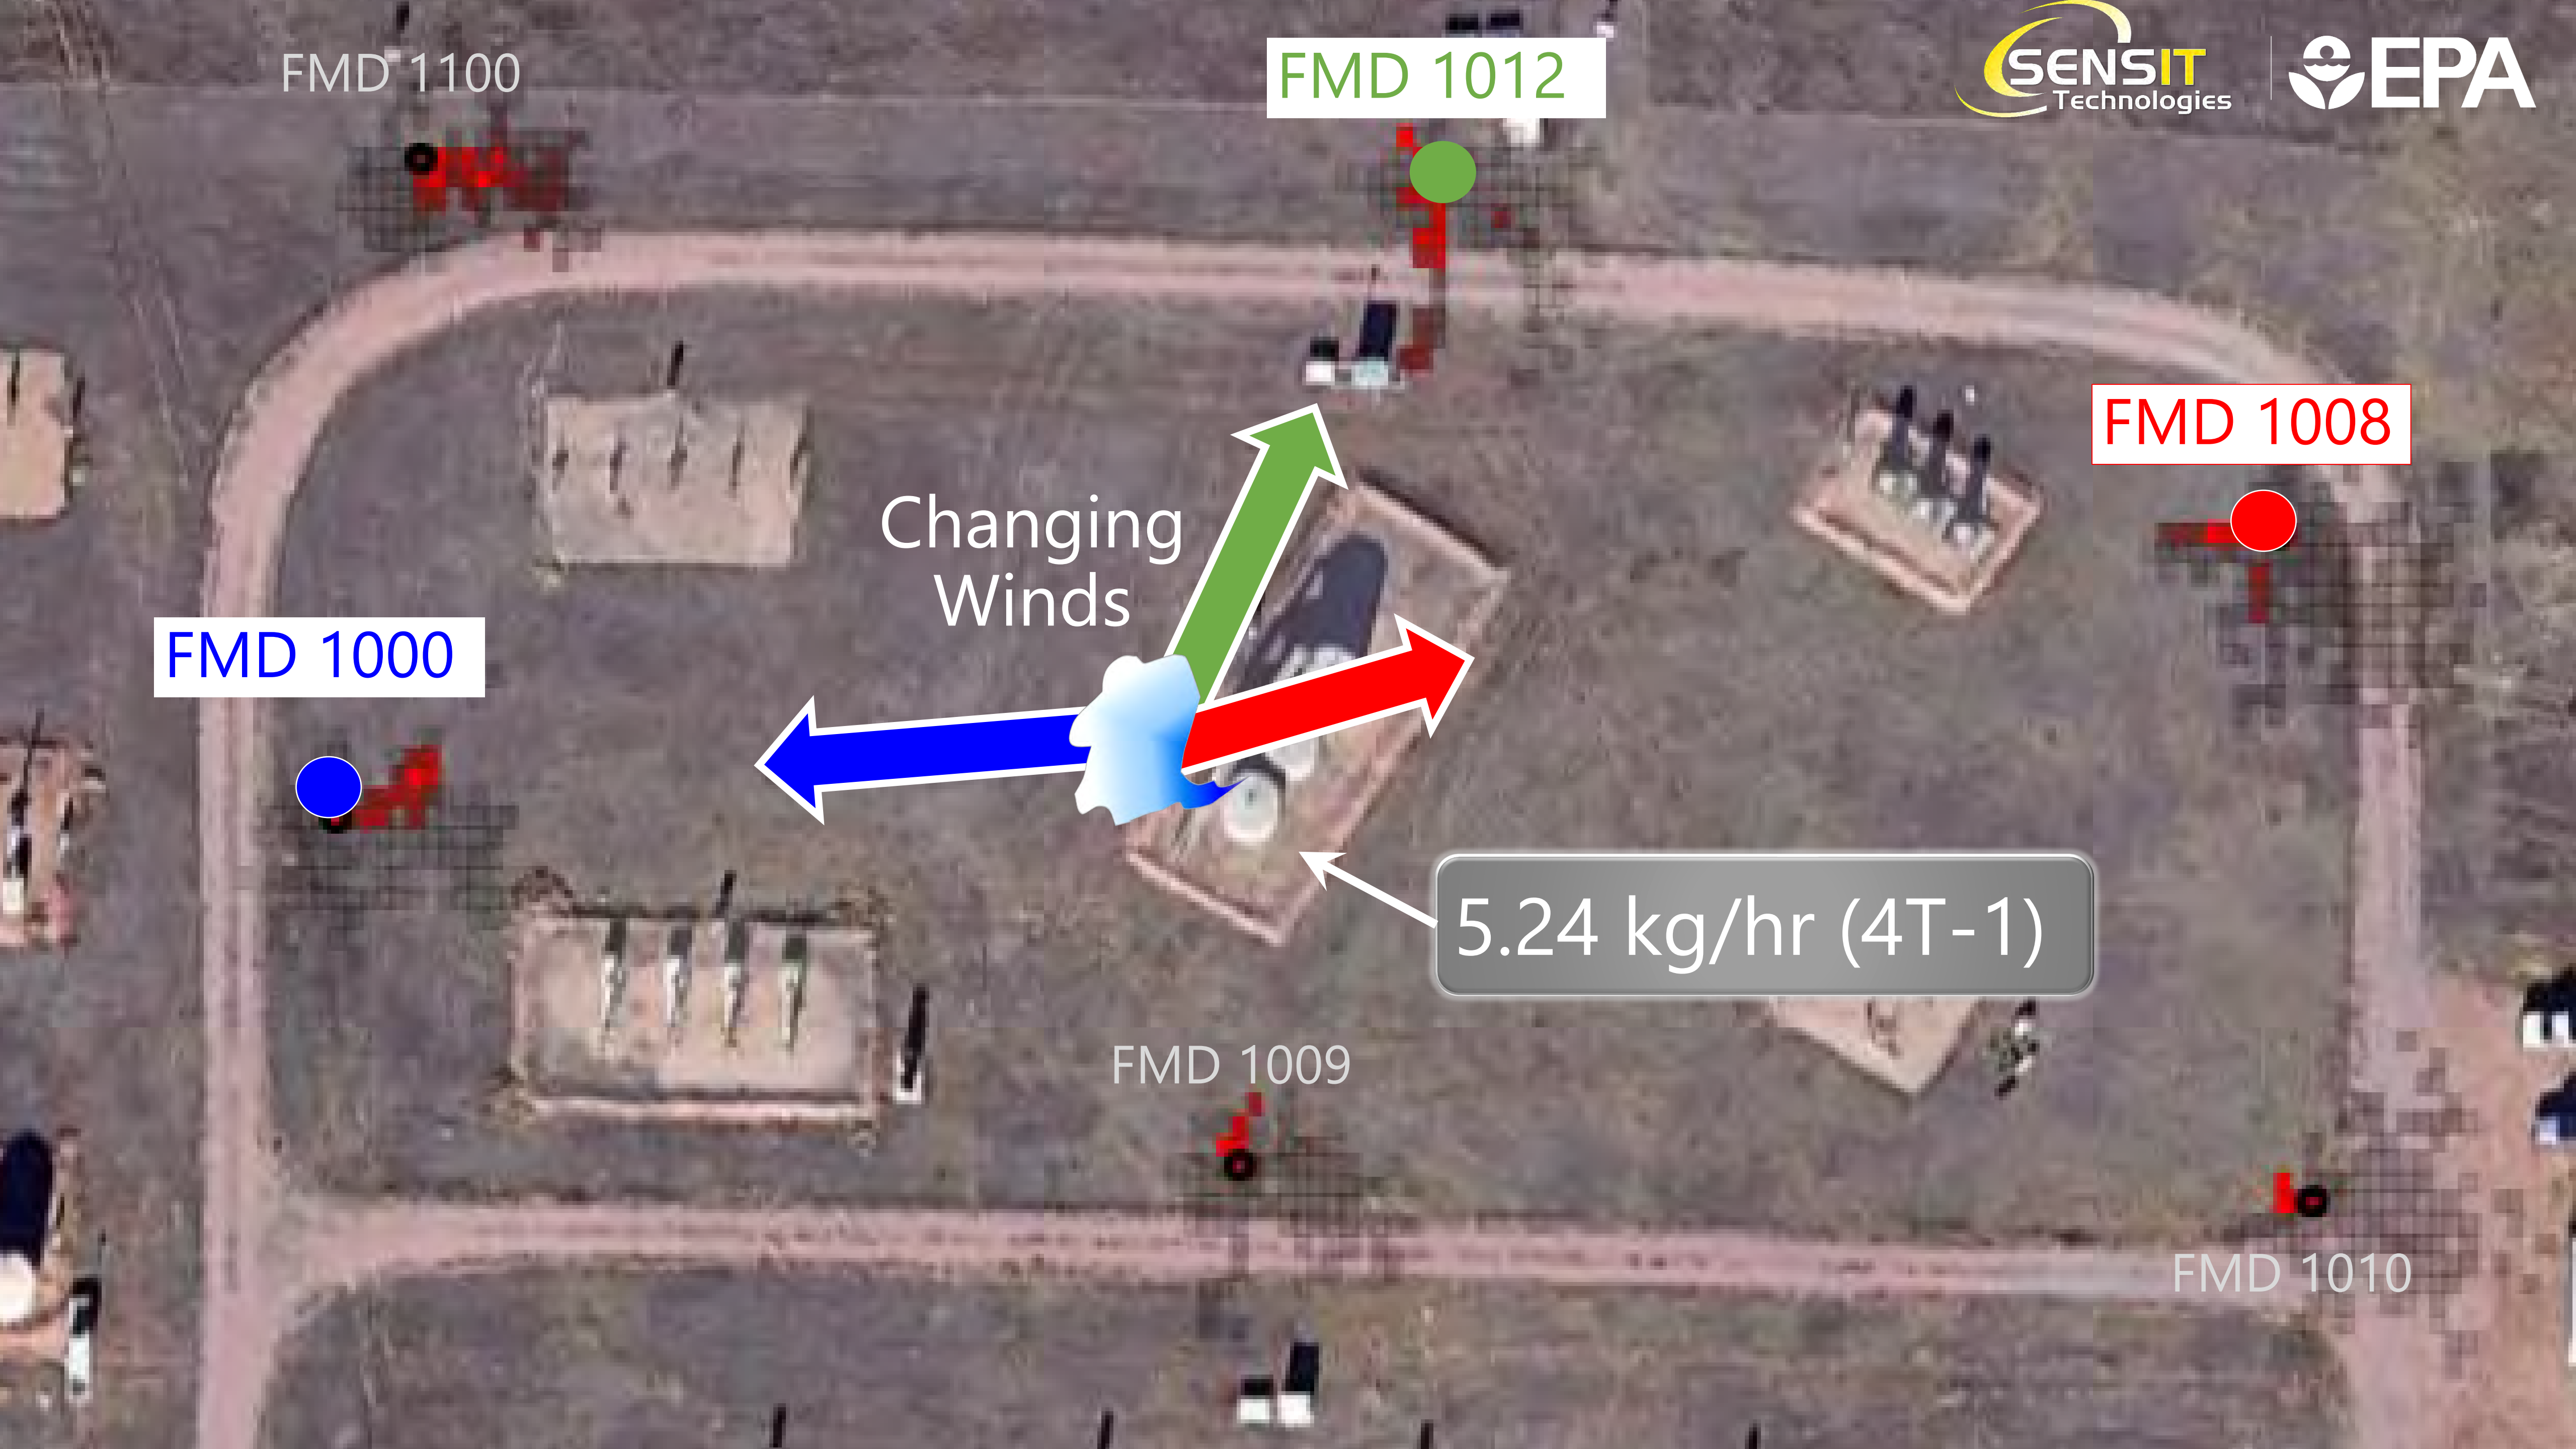 FMD 1100
FMD 1012
SENSIT
Technologies
EPA
FMD 1008
Changing
Winds
FMD 1000
5.24 kg/hr (4T-1)
FMD 1009
FMD 1010